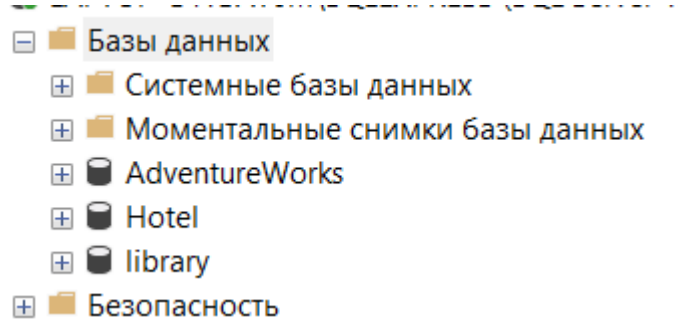 Базы данных
Системные базы данных
Моментальные снимки базы данных
AdventureWorks
Hotel
library
Безопасность